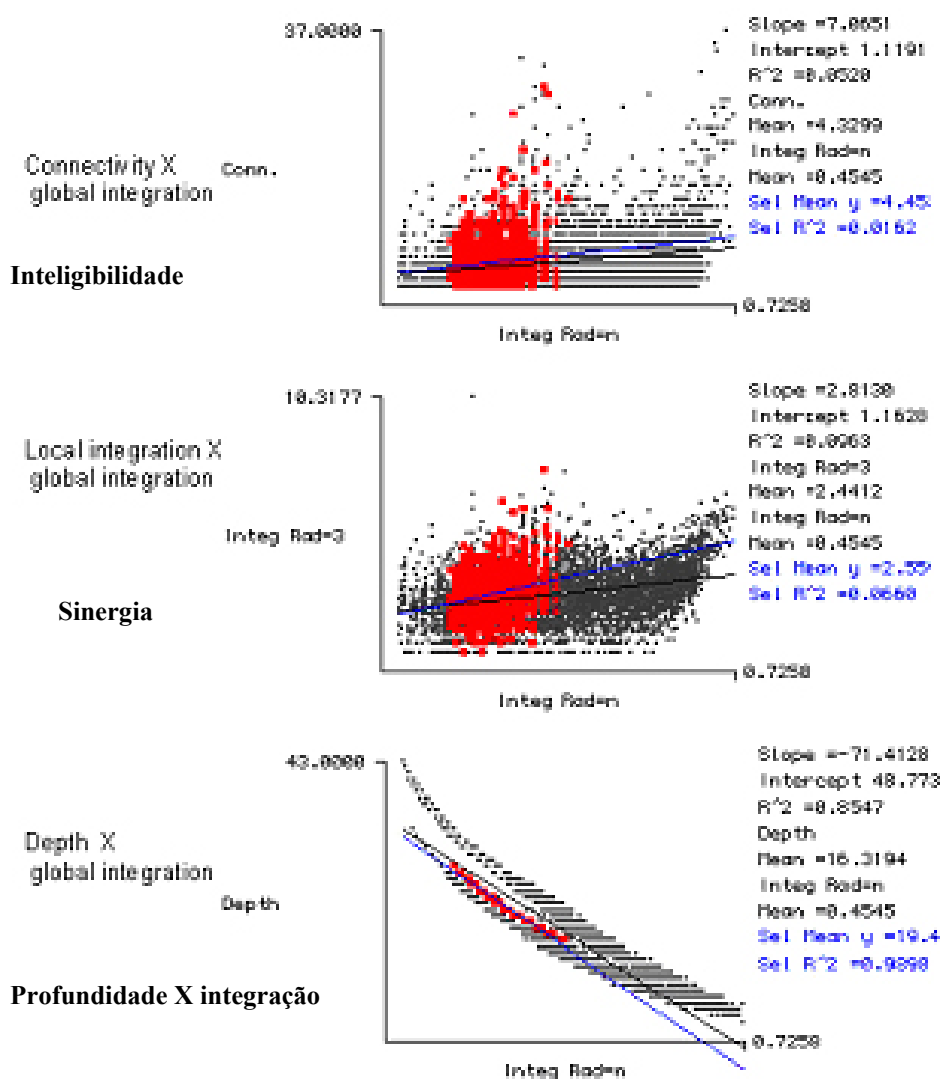 37.0000
Slope =7.0651
Intercept 1.1191
R^2 =0.0520
Conn.
Mean =4.3299
Integ Rad=n
Mean =0.4545
Sel Mean y =4.45
Sel R^2 =0.0162
Connectivity X
global integration
Conn.
Inteligibilidade
0.7258
Integ Rad=n
10.3177
Slope =2.8130
Intercept 1.1628
R^2 =0.0963
Integ Rad=3
Mean =2.4412
Integ Rad=n
Mean =0.4545
Sel Mean y =2.55
Sel R^2 =0.0660
Local integration X
global integration
Integ Rad=3
Sinergia
0.7258
Integ Rad=n
43.0000
Slope =-71.4128
Intercept 48.773
R^2 =0.8547
Depth
Mean =16.3194
Integ Rad=n
Mean =0.4545
Sel Mean y =19.4
Sel R^2 =0.9898
Depth X
global integration
Depth
Profundidade X integração
0.7258
Integ Rad=n